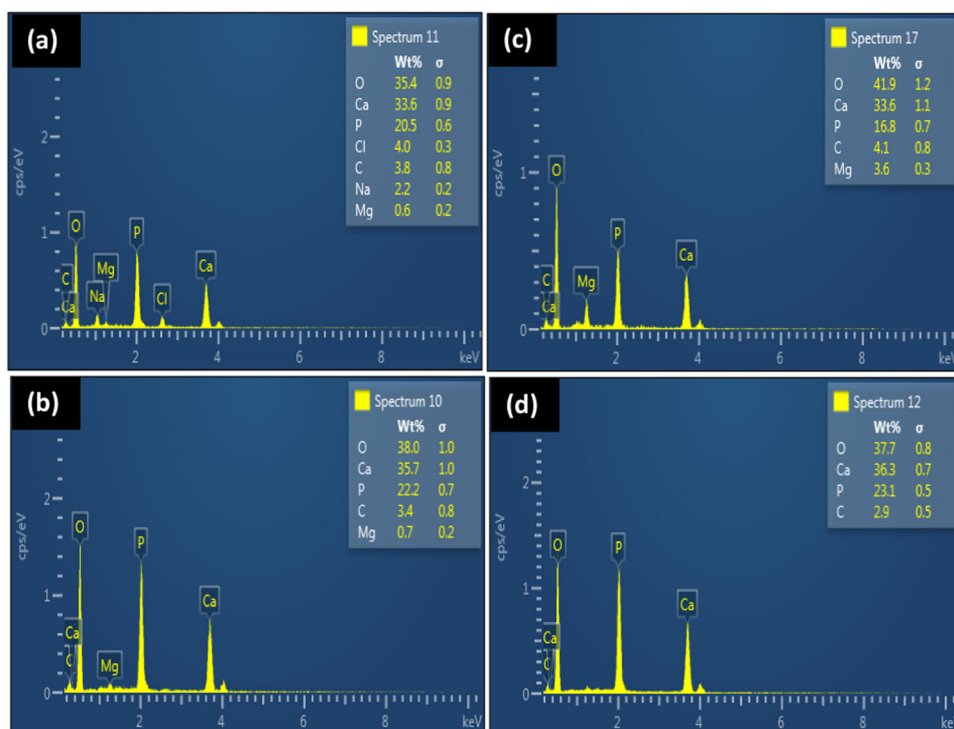 (a)
Spectrum 11
Wt% σ
O 35.4 0.9
Ca 33.6 0.9
P 20.5 0.6
Cl 4.0 0.3
C 3.8 0.8
Na 2.2 0.2
Mg 0.6 0.2
cps/eV
2
1
0
O
C
Ca
Na
Mg
P
Cl
Ca
2 4 6 8 keV
(c)
Spectrum 17
Wt% σ
O 41.9 1.2
Ca 33.6 1.1
P 16.8 0.7
C 4.1 0.8
Mg 3.6 0.3
cps/eV
1
0
O
C
Ca
Mg
P
Ca
2 4 6 8 keV
(b)
Spectrum 10
Wt% σ
O 38.0 1.0
Ca 35.7 1.0
P 22.2 0.7
C 3.4 0.8
Mg 0.7 0.2
cps/eV
2
1
0
O
Ca
C
Mg
P
Ca
2 4 6 8 keV
(d)
Spectrum 12
Wt% σ
O 37.7 0.8
Ca 36.3 0.7
P 23.1 0.5
C 2.9 0.5
cps/eV
2
1
0
O
Ca
C
P
Ca
2 4 6 8 keV